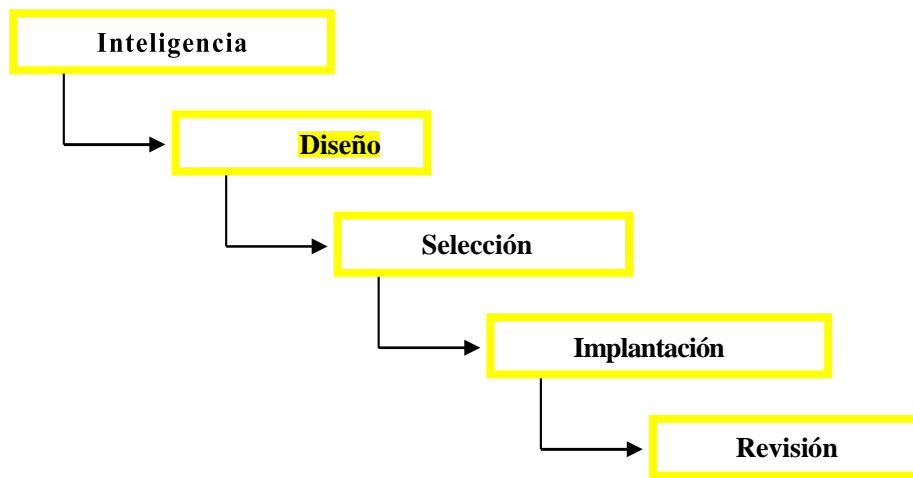 Inteligencia
Diseño
Selección
Implantación
Revisión